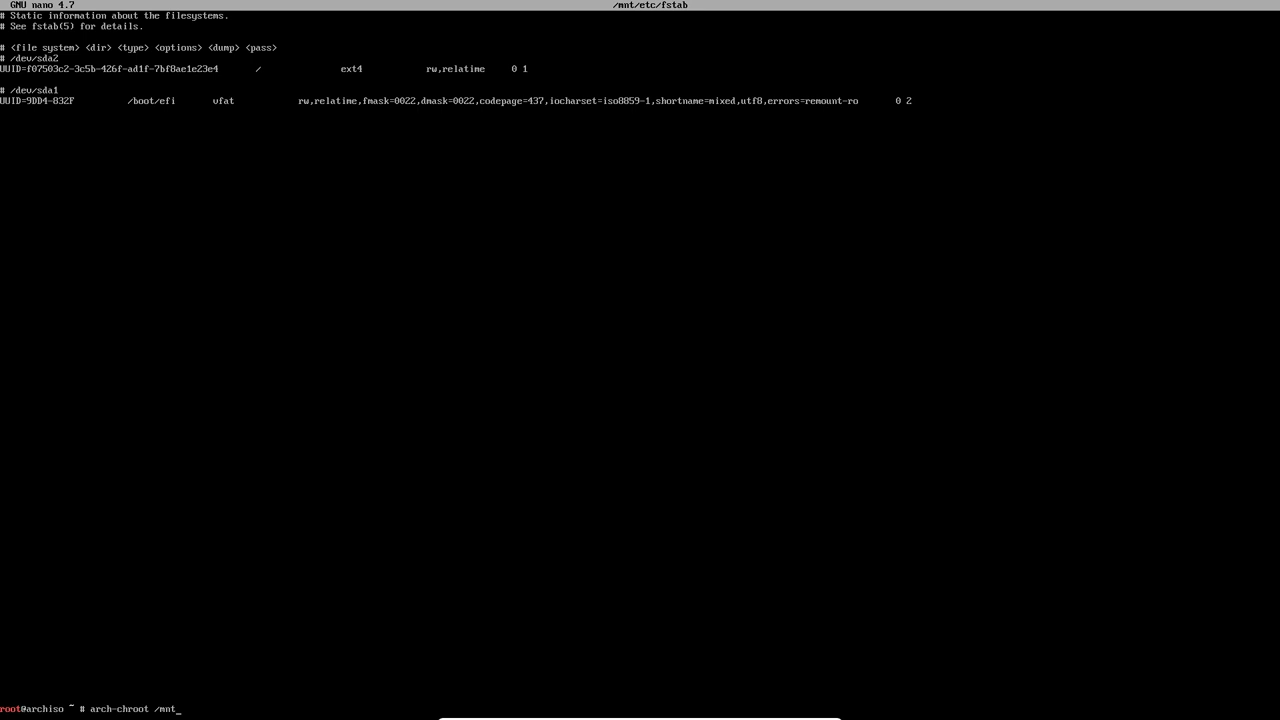 GNU nano 4.7 /mnt/etc/fstab
# Static information about the filesystems.
# See fstab(5) for details.
# <file system> <dir> <type> <options> <dump> <pass>
# /dev/sda2
UUID=f07503c2-3c5b-426f-ad1f-7bf8ae1e23e4 / ext4 rw,relatime 0 1
# /dev/sda1
UUID=9DD4-832F /boot/efi vfat rw,relatime,fmask=0022,dmask=0022,codepage=437,iocharset=iso8859-1,shortname=mixed,utf8,errors=remount-ro 0 2
root@archiso ~ # arch-chroot /mnt_